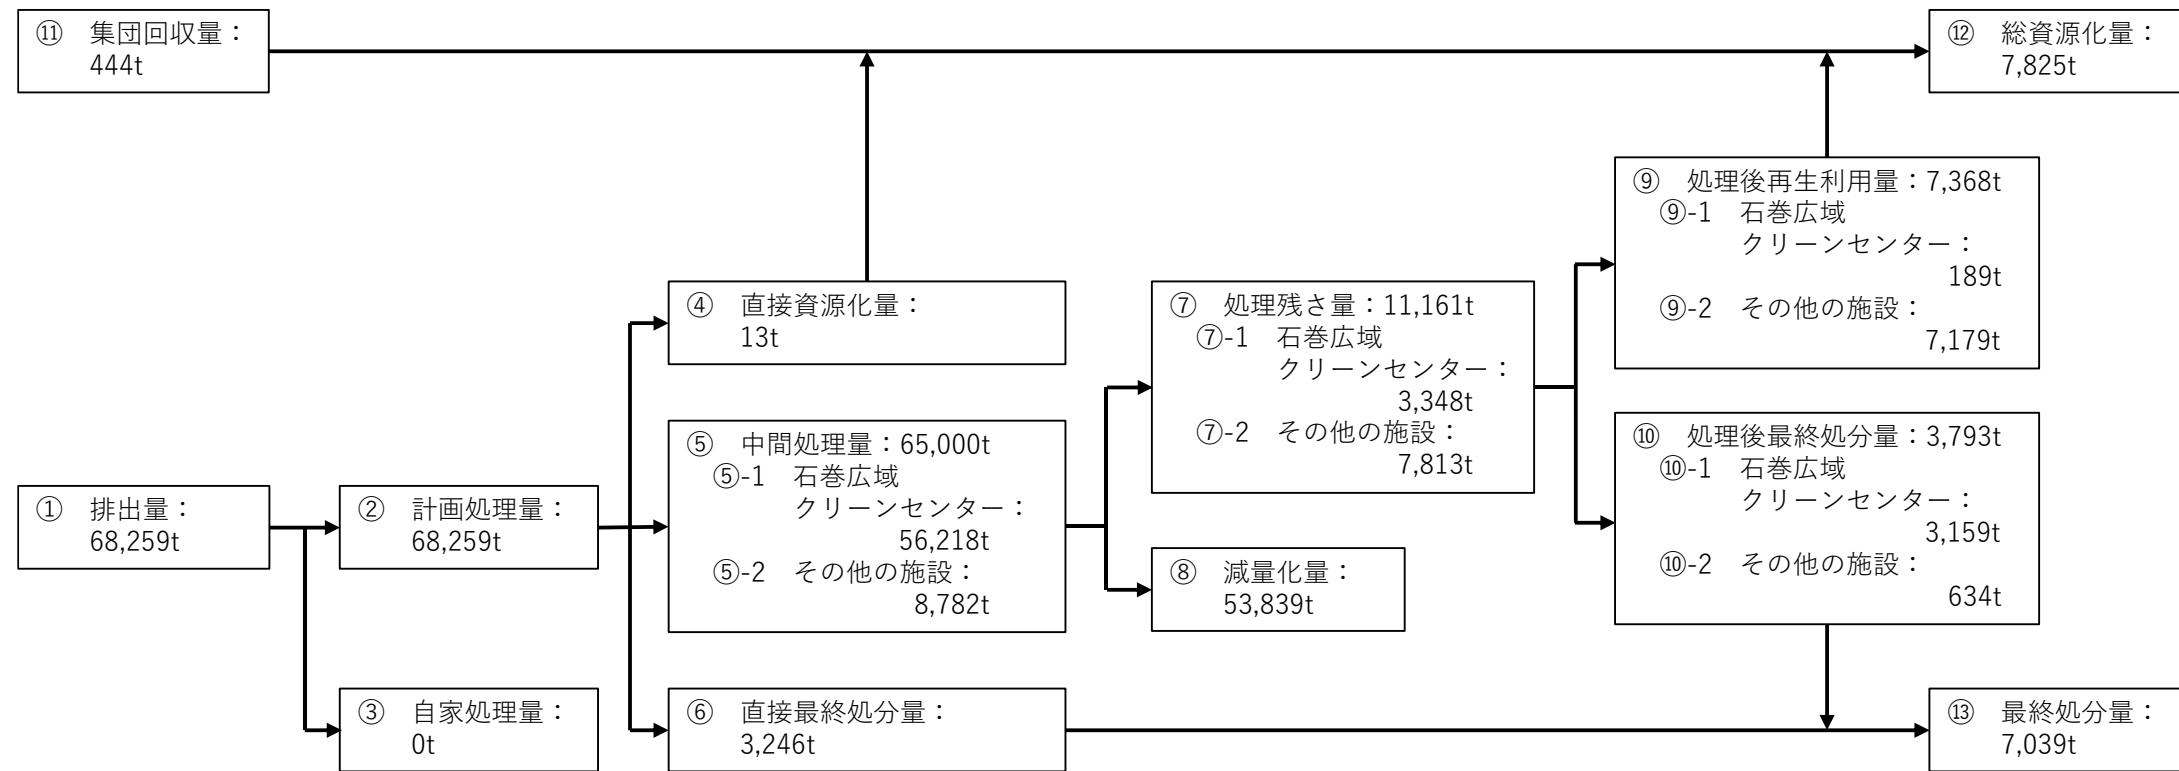 ⑪　集団回収量：
444t
⑫　総資源化量：
7,825t
⑨　処理後再生利用量：7,368t
⑨-1　石巻広域
クリーンセンター：
189t
⑨-2　その他の施設：
7,179t
④　直接資源化量：
13t
⑦　処理残さ量：11,161t
⑦-1　石巻広域
クリーンセンター：
3,348t
⑦-2　その他の施設：
7,813t
⑤　中間処理量：65,000t
⑤-1　石巻広域
クリーンセンター：
56,218t
⑤-2　その他の施設：
8,782t
⑩　処理後最終処分量：3,793t
⑩-1　石巻広域
クリーンセンター：
3,159t
⑩-2　その他の施設：
634t
①　排出量：
68,259t
②　計画処理量：
68,259t
⑧　減量化量：
53,839t
③　自家処理量：
0t
⑥　直接最終処分量：
3,246t
⑬　最終処分量：
7,039t